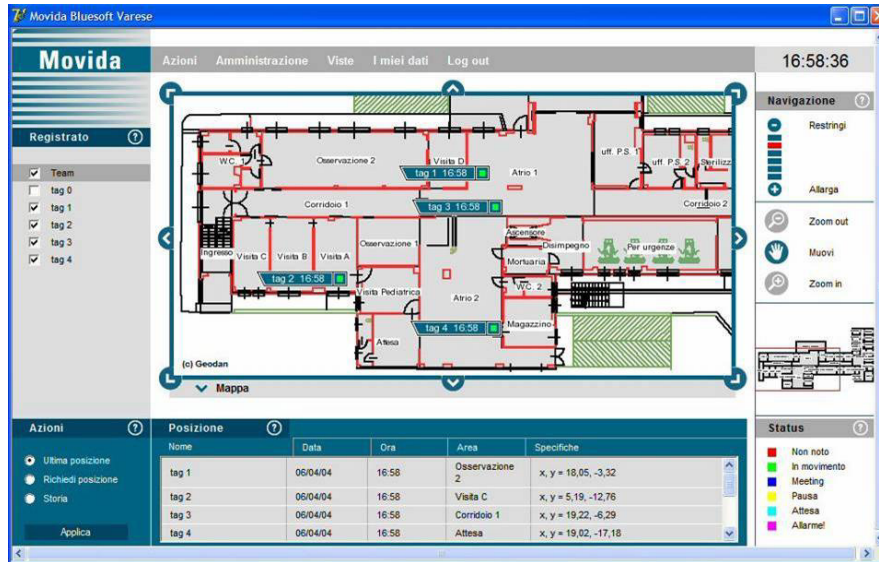 Movida Bluesoft Varese
Movida
Azioni Amministrazione Viste I miei dati Log out
16:58:36
Registrato ?
Team
tag 0
tag 1
tag 2
tag 3
tag 4
W.C. 1
Osservazione 2
Visita D
tag 1 16:58
Atrio 1
uff. P.S. 1
uff. P.S. 2
Steriliz
Corridoio 1
tag 3 16:58
Corridoio 2
Ingresso
Visita C
Visita B
Visita A
Osservazione 1
Ascensore
Disimpegno
Per urgenze
Mortuaria
tag 2 16:58
Visita Pediatrica
Atrio 2
W.C. 2
Attesa
tag 4 16:58
Magazzino
(c) Geodan
Mappa
Navigazione ?
Restringi
Allarga
Zoom out
Muovi
Zoom in
Azioni ?
Ultima posizione
Richiedi posizione
Storia
Applica
Posizione ?
Nome Data Ora Area Specifiche
tag 1 06/04/04 16:58 Osservazione 2 x, y = 18,05, -3,32
tag 2 06/04/04 16:58 Visita C x, y = 5,19, -12,76
tag 3 06/04/04 16:58 Corridoio 1 x, y = 19,22, -6,29
tag 4 06/04/04 16:58 Attesa x, y = 19,02, -17,18
Status ?
Non noto
In movimento
Meeting
Pausa
Attesa
Allarme!